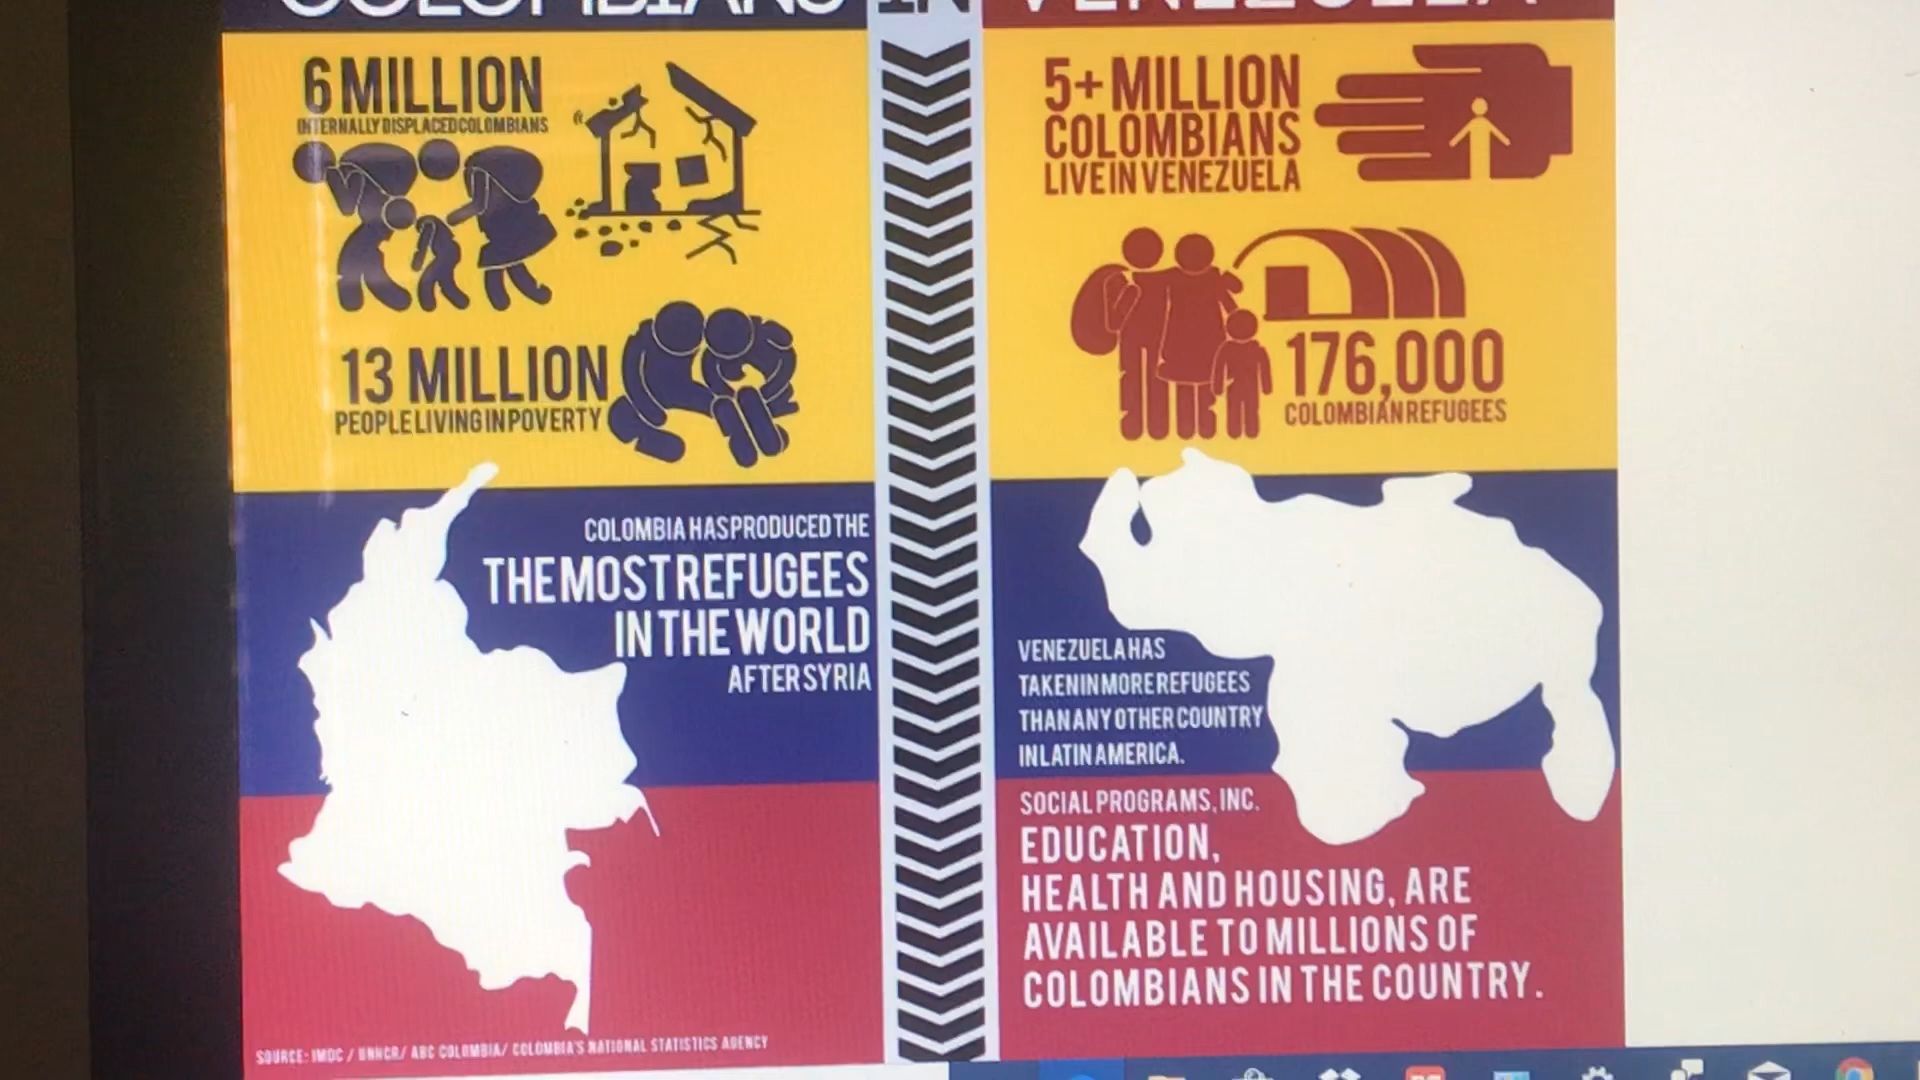 COLOMBIANS IN VENEZUELA
6 MILLION
INTERNALLY DISPLACED COLOMBIANS
13 MILLION
PEOPLE LIVING IN POVERTY
COLOMBIA HAS PRODUCED THE
THE MOST REFUGEES
IN THE WORLD
AFTER SYRIA
SOURCE: IMDC / UNHCR/ ABC COLOMBIA/ COLOMBIA'S NATIONAL STATISTICS AGENCY
5+ MILLION
COLOMBIANS
LIVE IN VENEZUELA
176,000
COLOMBIAN REFUGEES
VENEZUELA HAS
TAKEN IN MORE REFUGEES
THAN ANY OTHER COUNTRY
IN LATIN AMERICA.
SOCIAL PROGRAMS, INC.
EDUCATION,
HEALTH AND HOUSING, ARE
AVAILABLE TO MILLIONS OF
COLOMBIANS IN THE COUNTRY.